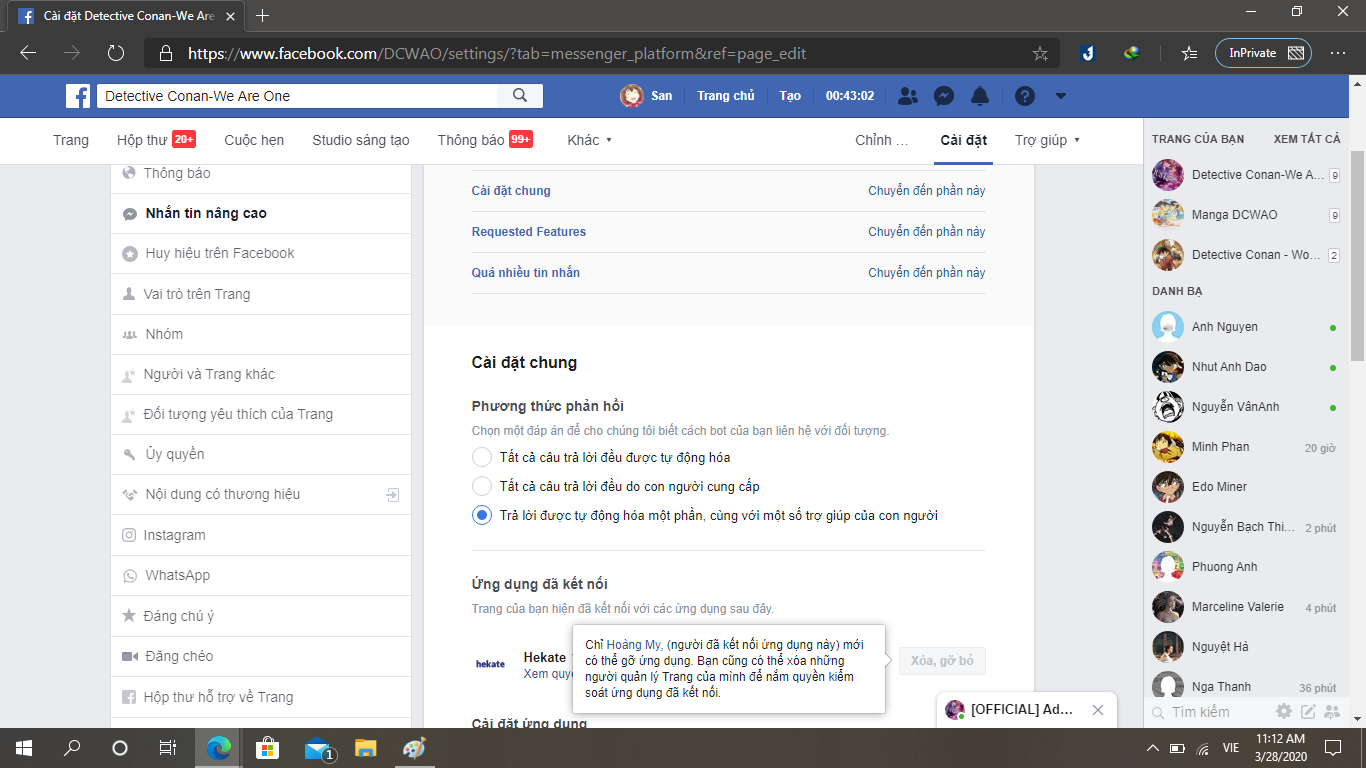 Cài đặt Detective Conan-We Are
https://www.facebook.com/DCWAO/settings/?tab=messenger_platform&ref=page_edit
InPrivate
Detective Conan-We Are One
San
Trang chủ
Tạo
00:43:02
Trang
Hộp thư 20+
Cuộc hẹn
Studio sáng tạo
Thông báo 99+
Khác
Chỉnh ...
Cài đặt
Trợ giúp
Thông báo
Nhắn tin nâng cao
Huy hiệu trên Facebook
Vai trò trên Trang
Nhóm
Người và Trang khác
Đối tượng yêu thích của Trang
Ủy quyền
Nội dung có thương hiệu
Instagram
WhatsApp
Đáng chú ý
Đăng chéo
Hộp thư hỗ trợ về Trang
Cài đặt chung
Chuyển đến phần này
Requested Features
Chuyển đến phần này
Quá nhiều tin nhắn
Chuyển đến phần này
Cài đặt chung
Phương thức phản hồi
Chọn một đáp án để cho chúng tôi biết cách bot của bạn liên hệ với đối tượng.
Tất cả câu trả lời đều được tự động hóa
Tất cả câu trả lời đều do con người cung cấp
Trả lời được tự động hóa một phần, cùng với một số trợ giúp của con người
Ứng dụng đã kết nối
Trang của bạn hiện đã kết nối với các ứng dụng sau đây.
hekate
Hekate
Xem quy
Chỉ Hoàng My, (người đã kết nối ứng dụng này) mới
có thể gỡ ứng dụng. Bạn cũng có thể xóa những
người quản lý Trang của mình để nắm quyền kiểm
soát ứng dụng đã kết nối.
Xóa, gỡ bỏ
Cài đặt ứng dụng
TRANG CỦA BẠN
XEM TẤT CẢ
Detective Conan-We A... 9
Manga DCWAO 9
Detective Conan - Wo... 2
DANH BẠ
Anh Nguyen
Nhut Anh Dao
Nguyễn VânAnh
Minh Phan 20 giờ
Edo Miner
Nguyễn Bạch Thi... 2 phút
Phuong Anh
Marceline Valerie 4 phút
Nguyệt Hà
Nga Thanh 36 phút
Tìm kiếm
[OFFICIAL] Ad...
1
VIE
11:12 AM
3/28/2020